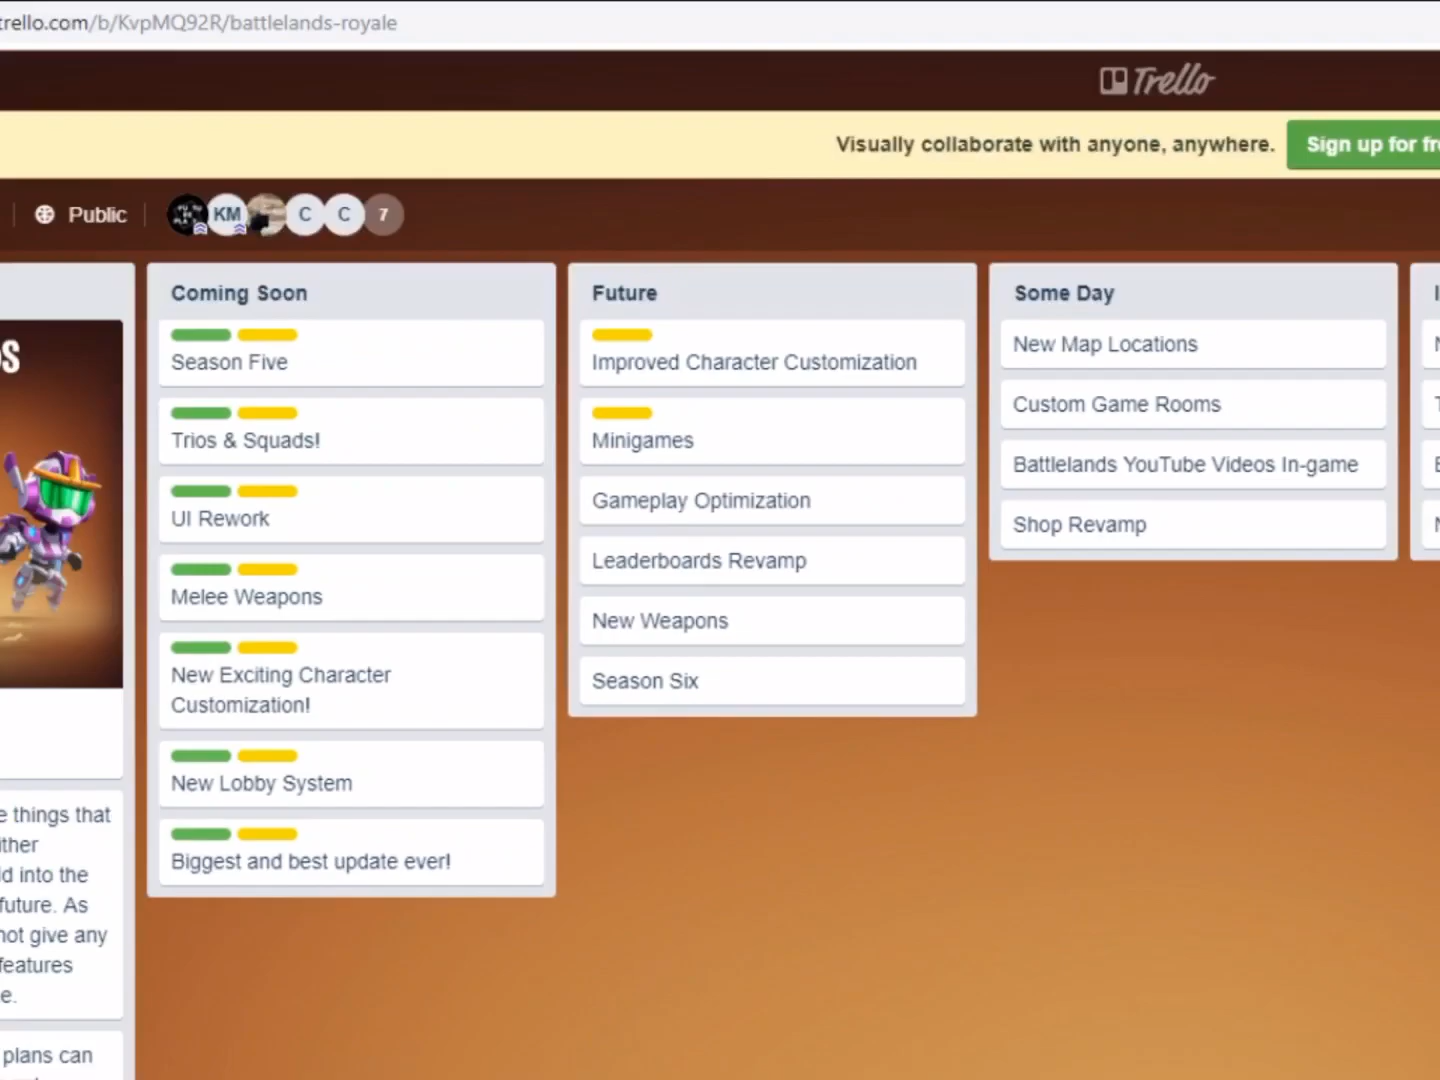 trello.com/b/KvpMQ92R/battlelands-royale
Trello
Visually collaborate with anyone, anywhere.
Sign up for fr
Public
KM
C
C
7
Coming Soon
Season Five
Trios & Squads!
UI Rework
Melee Weapons
New Exciting Character
Customization!
New Lobby System
Biggest and best update ever!
Future
Improved Character Customization
Minigames
Gameplay Optimization
Leaderboards Revamp
New Weapons
Season Six
Some Day
New Map Locations
Custom Game Rooms
Battlelands YouTube Videos In-game
Shop Revamp
things that
into the
future. As
not give any
features
plans can